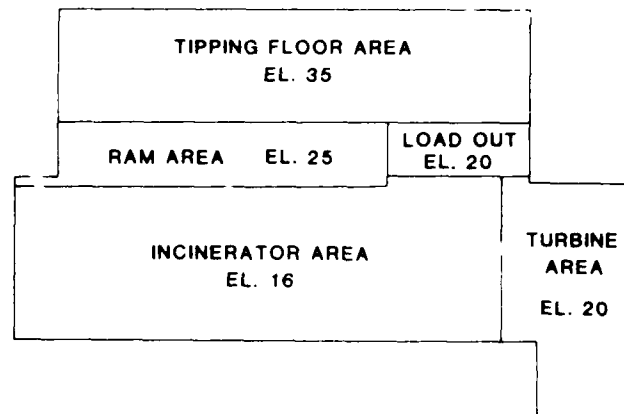 TIPPING FLOOR AREA
EL. 35
RAM AREA EL. 25
LOAD OUT
EL. 20
INCINERATOR AREA
EL. 16
TURBINE
AREA
EL. 20